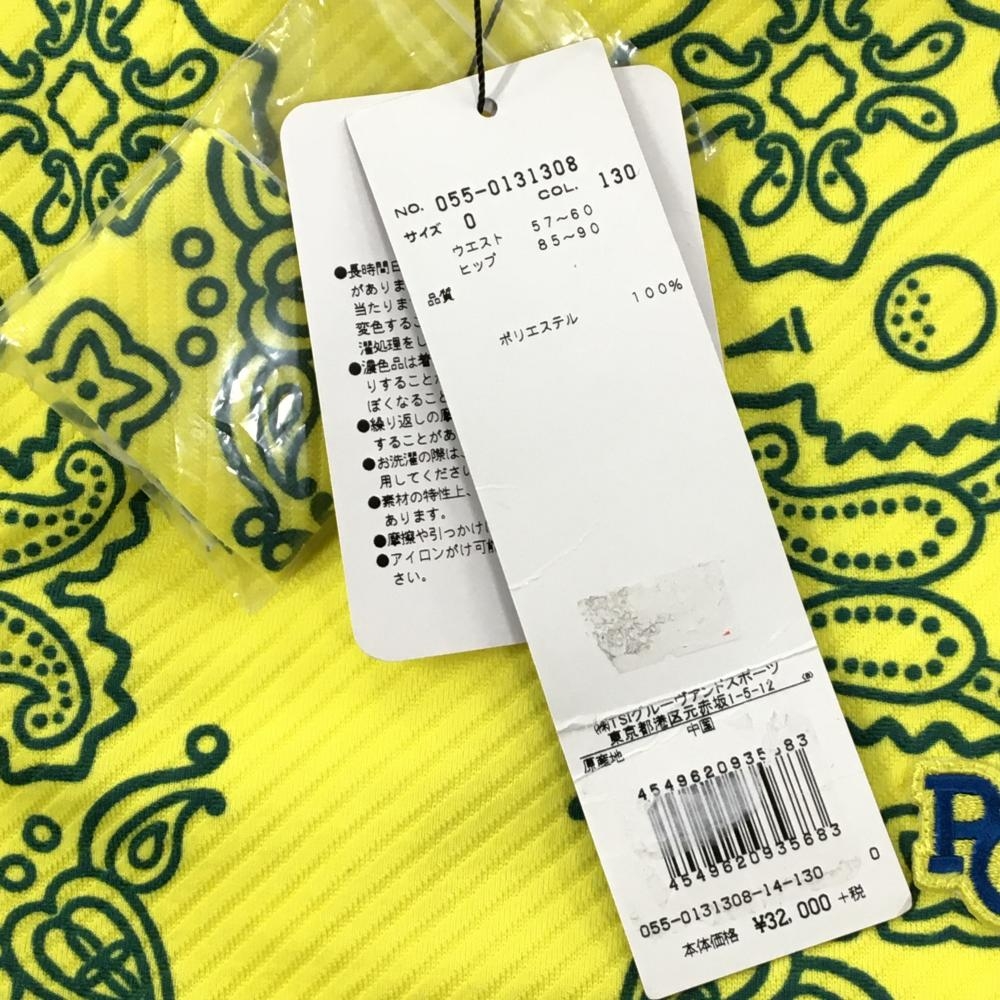 NO. 055-0131308
サイズ 0 COL. 130
ウエスト 57〜60
ヒップ 85〜90
品質
100%
ポリエステル
㈱TSIグルーヴアンドスポーツ
東京都港区元赤坂1-5-12
原産地 中国
4549620935683
4549620935683
055-0131308-14-130 0
本体価格 ¥32,000 +税
●長時間
がありま
当たりま
変色する
濯処理をし
●濃色品は着
りすること
ぽくなること
●繰り返しの摩
することがあ
●お洗濯の際は、
用してくださ
●素材の特性上、
あります。
●摩擦や引っかけ
●アイロンがけ可能
さい。